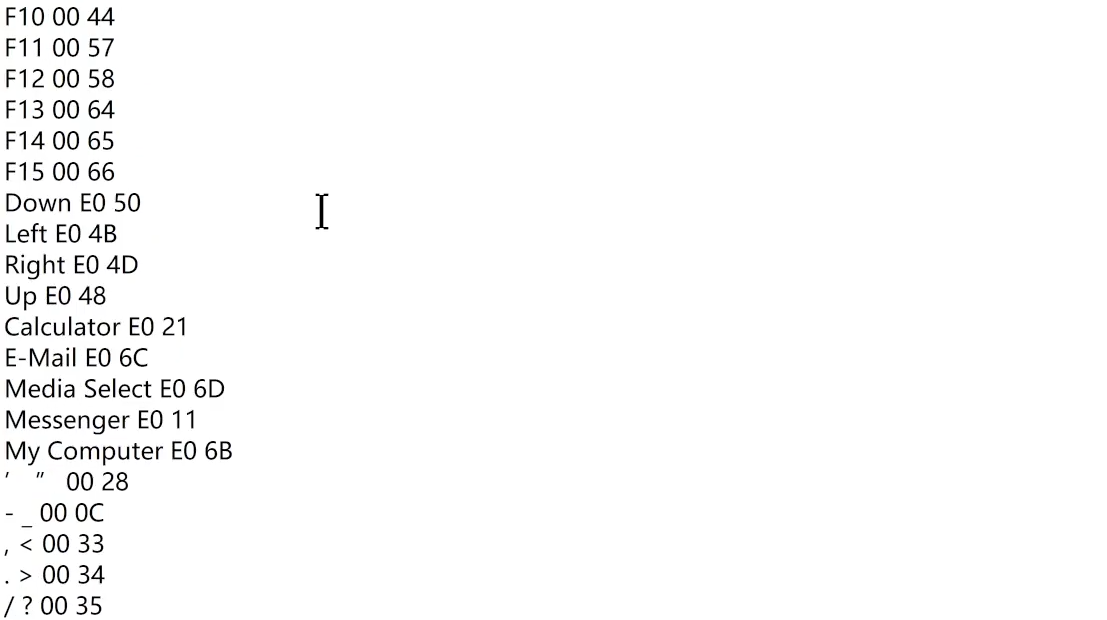 F10 00 44
F11 00 57
F12 00 58
F13 00 64
F14 00 65
F15 00 66
Down E0 50
Left E0 4B
Right E0 4D
Up E0 48
Calculator E0 21
E-Mail E0 6C
Media Select E0 6D
Messenger E0 11
My Computer E0 6B
′ ″ 00 28
- _ 00 0C
, < 00 33
. > 00 34
/ ? 00 35